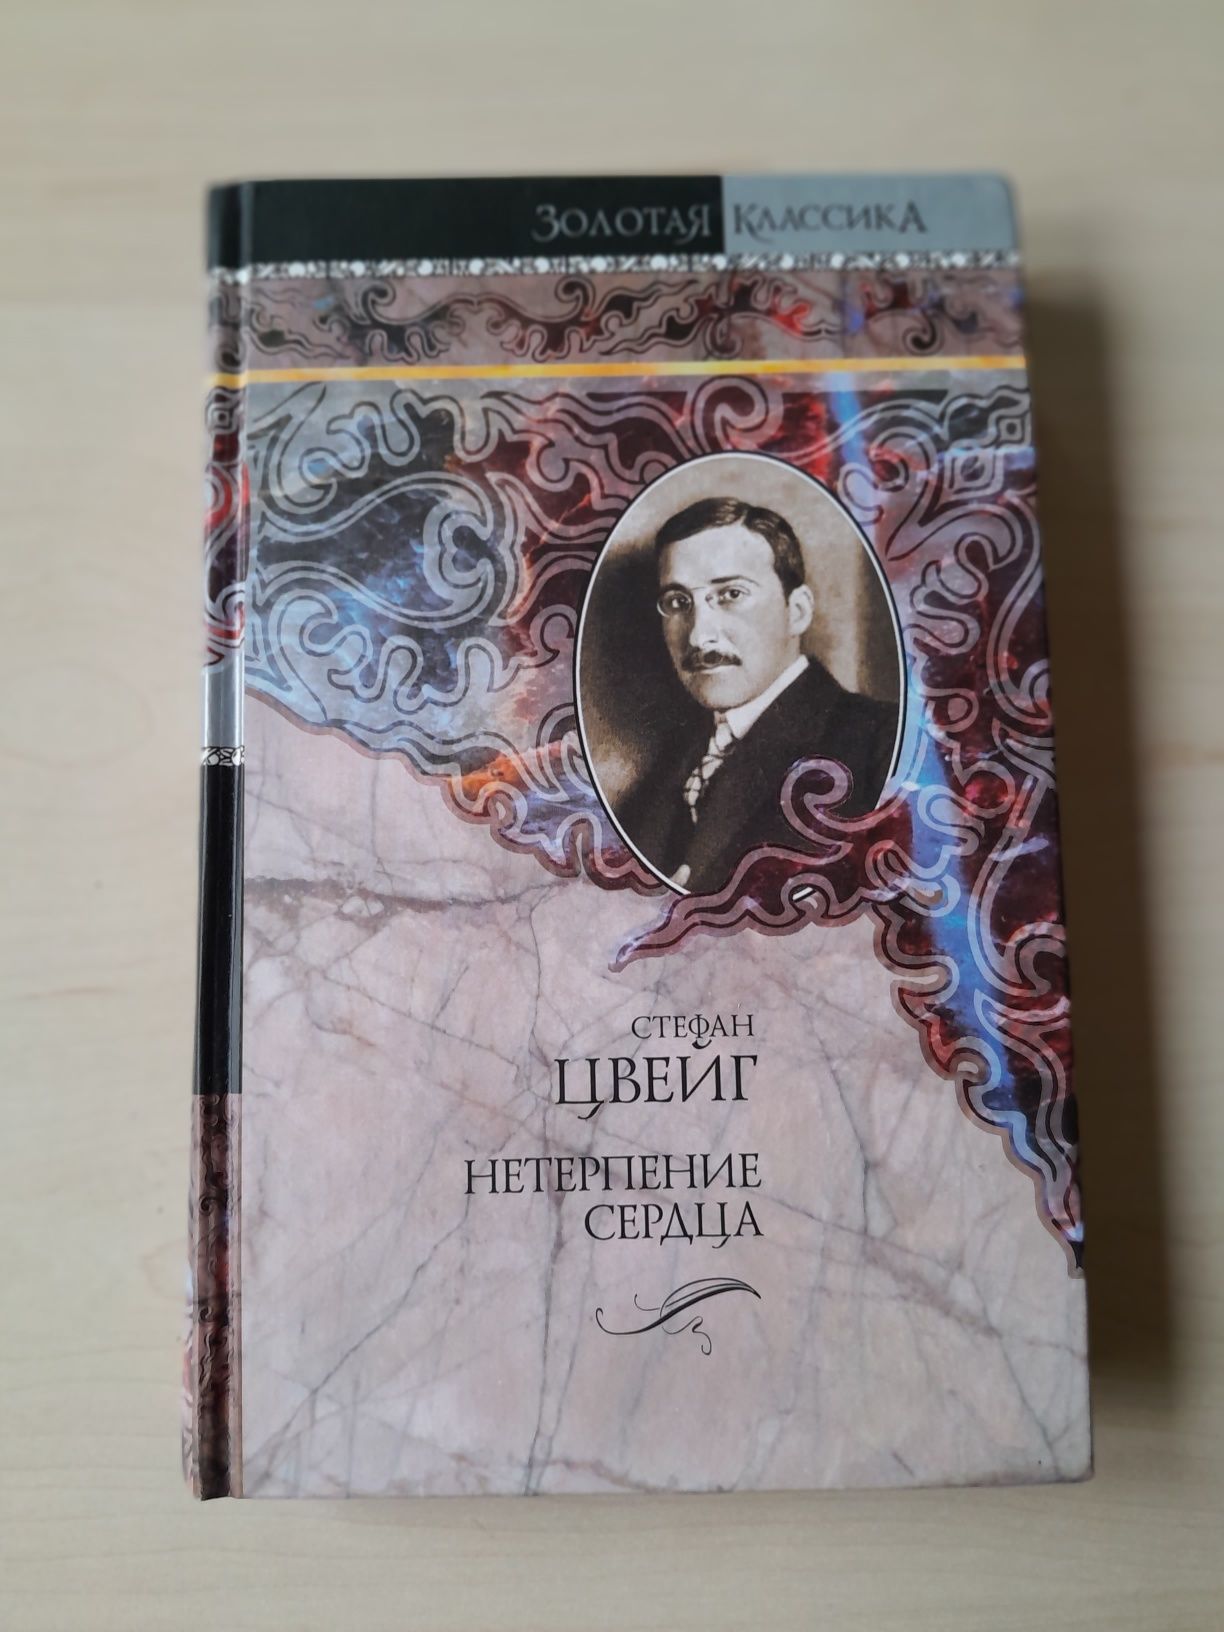 ЗОЛОТАЯ КЛАССИКА
СТЕФАН
ЦВЕЙГ
НЕТЕРПЕНИЕ
СЕРДЦА